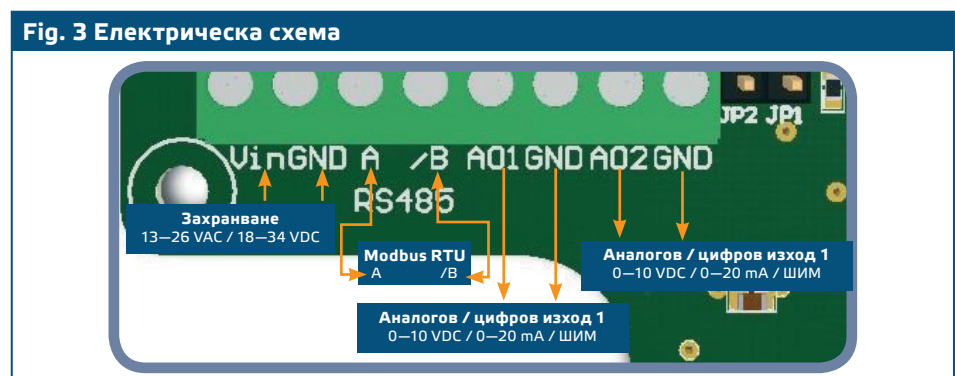 Fig. 3 Електрическа схема
JP2 JP1
VinGND A /B AO1 GND AO2 GND
RS485
Захранване
13—26 VAC / 18—34 VDC
Modbus RTU
A /B
Аналогов / цифров изход 1
0—10 VDC / 0—20 mA / ШИМ
Аналогов / цифров изход 1
0—10 VDC / 0—20 mA / ШИМ